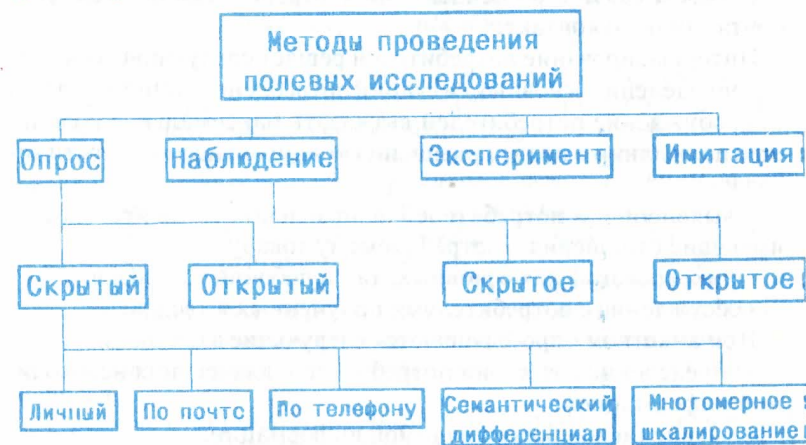 Методы проведения
полевых исследований
Опрос Наблюдение Эксперимент Имитация
Скрытый Открытый Скрытое Открытое
Личный По почте По телефону Семантический дифференциал Многомерное шкалирование